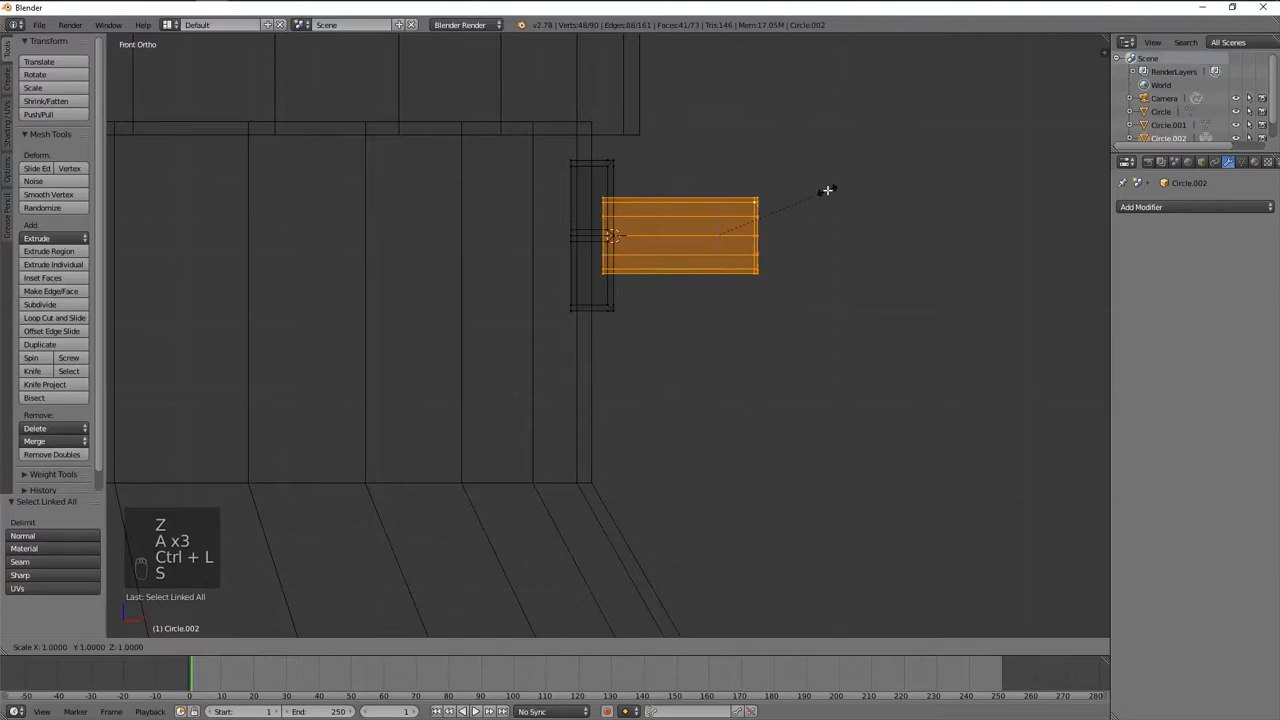 Blender
File Render Window Help Default Scene Blender Render v2.78 | Verts:48/90 | Edges:88/161 | Faces:41/73 | Tris:146 | Mem:17.05M | Circle.002
Tools
Create
Shading / UVs
Options
Grease Pencil
Transform
Translate
Rotate
Scale
Shrink/Fatten
Push/Pull
Mesh Tools
Deform:
Slide Ed Vertex
Noise
Smooth Vertex
Randomize
Add:
Extrude
Extrude Region
Extrude Individual
Inset Faces
Make Edge/Face
Subdivide
Loop Cut and Slide
Offset Edge Slide
Duplicate
Spin Screw
Knife Select
Knife Project
Bisect
Remove:
Delete
Merge
Remove Doubles
Weight Tools
History
Select Linked All
Delimit
Normal
Material
Seam
Sharp
UVs
Front Ortho
Z
A x3
Ctrl + L
S
Last: Select Linked All
(1) Circle.002
Scale X: 1.0000 Y: 1.0000 Z: 1.0000
View Search All Scenes
Scene
RenderLayers
World
Camera
Circle
Circle.001
Circle.002
Circle.002
Add Modifier
-50 -40 -30 -20 -10 0 10 20 30 40 50 60 70 80 90 100 110 120 130 140 150 160 170 180 190 200 210 220 230 240 250 260 270 280
View Marker Frame Playback Start: 1 End: 250 1 No Sync